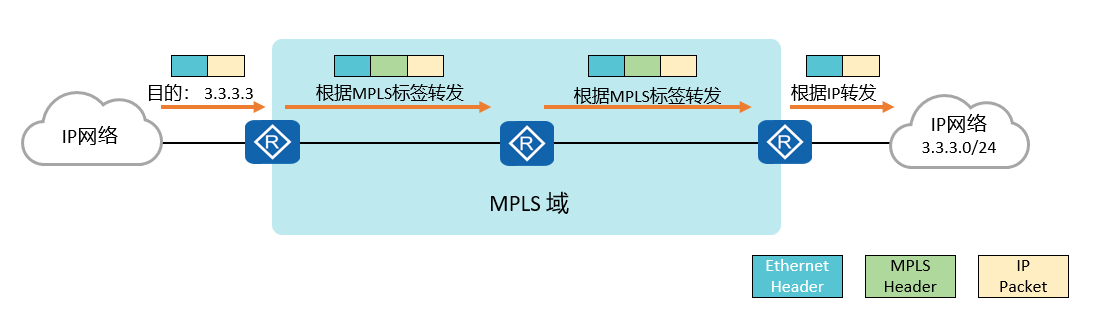 目的： 3.3.3.3
根据MPLS标签转发
根据MPLS标签转发
根据IP转发
IP网络
R
R
R
IP网络
3.3.3.0/24
MPLS 域
Ethernet
Header
MPLS
Header
IP
Packet